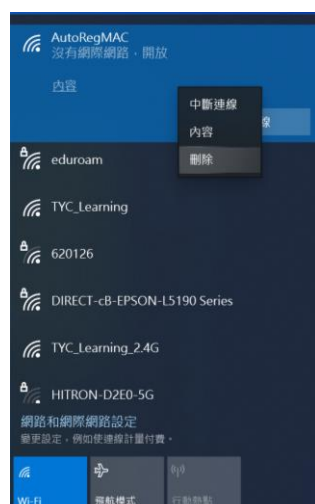 AutoRegMAC
沒有網際網路，開放
內容
中斷連線
內容
線
刪除
eduroam
TYC_Learning
620126
DIRECT-cB-EPSON-L5190 Series
TYC_Learning_2.4G
HITRON-D2E0-5G
網路和網際網路設定
變更設定，例如使連線計量付費。
Wi-Fi
飛航模式
行動熱點